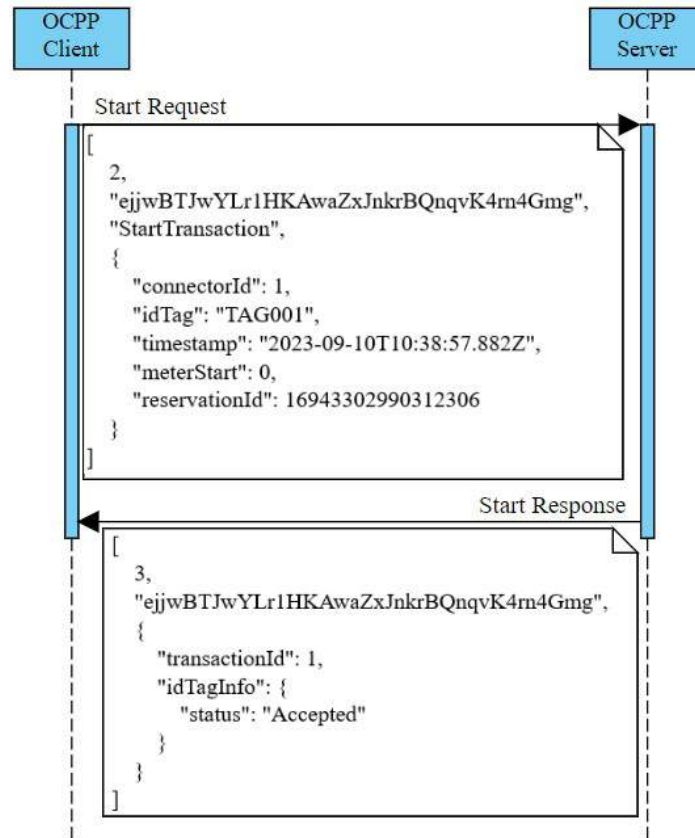 OCPP
Client
OCPP
Server
Start Request
[
2,
"ejjwBTJwYLr1HKAwaZxJnkrBQnqvK4rn4Gmg",
"StartTransaction",
{
"connectorId": 1,
"idTag": "TAG001",
"timestamp": "2023-09-10T10:38:57.882Z",
"meterStart": 0,
"reservationId": 16943302990312306
}
]
Start Response
[
3,
"ejjwBTJwYLr1HKAwaZxJnkrBQnqvK4rn4Gmg",
{
"transactionId": 1,
"idTagInfo": {
"status": "Accepted"
}
}
]